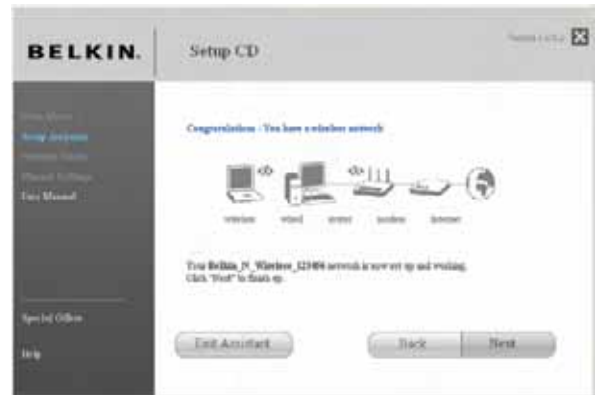 BELKIN.
Setup CD
Setup Assistant
User Manual
Special Offers
Help
Congratulations - You have a wireless network
wireless wired router modem Internet
Your Belkin_N_Wireless_123456 network is now set up and working.
Click "Next" to finish up.
Exit Assistant
Back
Next